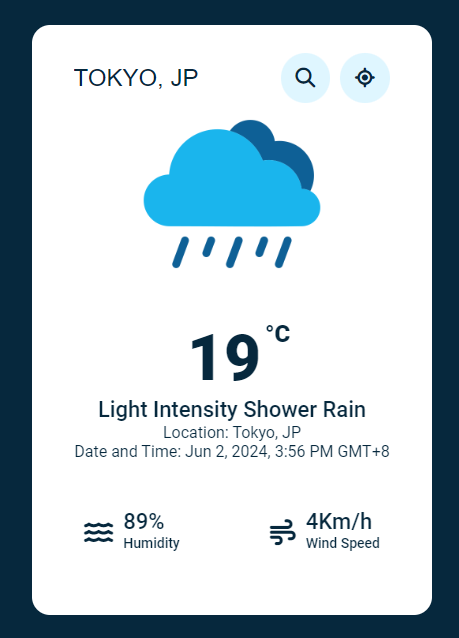 TOKYO, JP
19 °C
Light Intensity Shower Rain
Location: Tokyo, JP
Date and Time: Jun 2, 2024, 3:56 PM GMT+8
89%
Humidity
4Km/h
Wind Speed